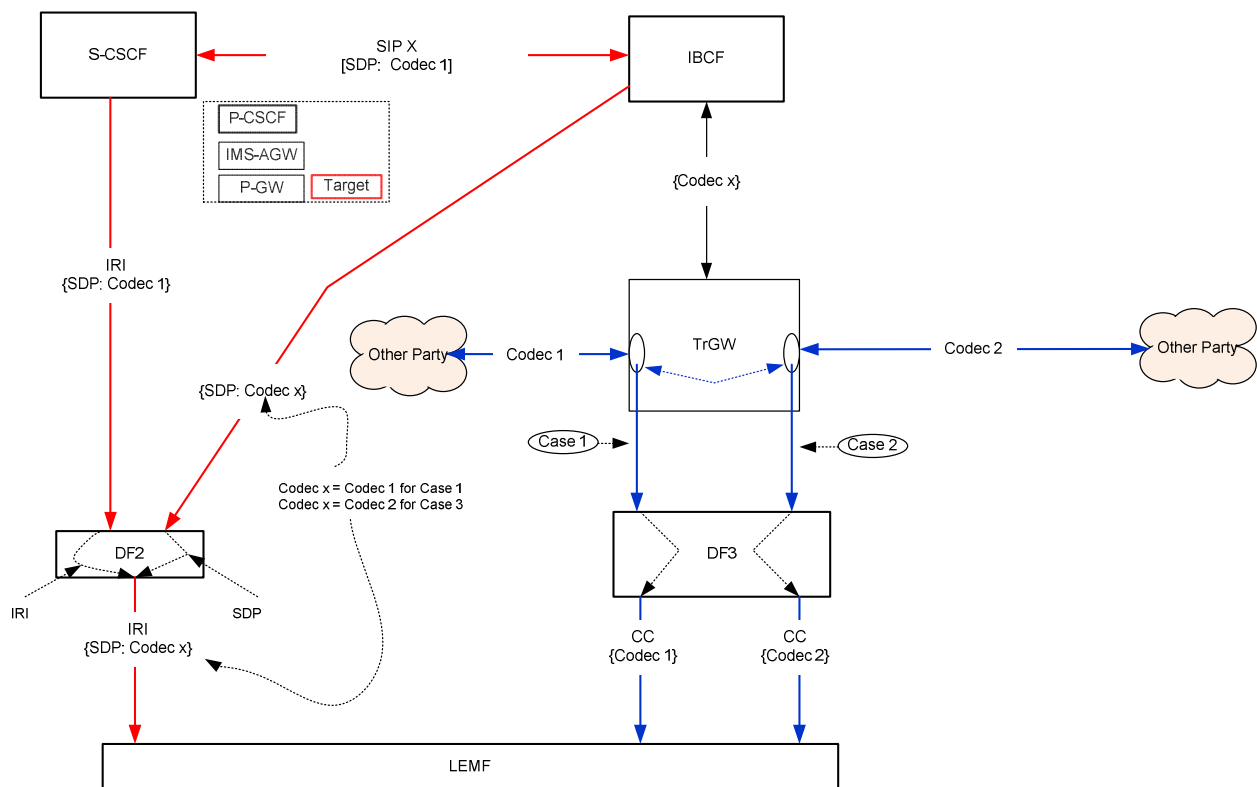 S-CSCF
SIP X
[SDP: Codec 1]
IBCF
P-CSCF
IMS-AGW
P-GW
Target
{Codec x}
IRI
{SDP: Codec 1}
TrGW
Other Party
Codec 1
Codec 2
Other Party
{SDP: Codec x}
Case 1
Case 2
Codec x = Codec 1 for Case 1
Codec x = Codec 2 for Case 3
DF2
DF3
IRI
SDP
IRI
{SDP: Codec x}
CC
{Codec 1}
CC
{Codec 2}
LEMF